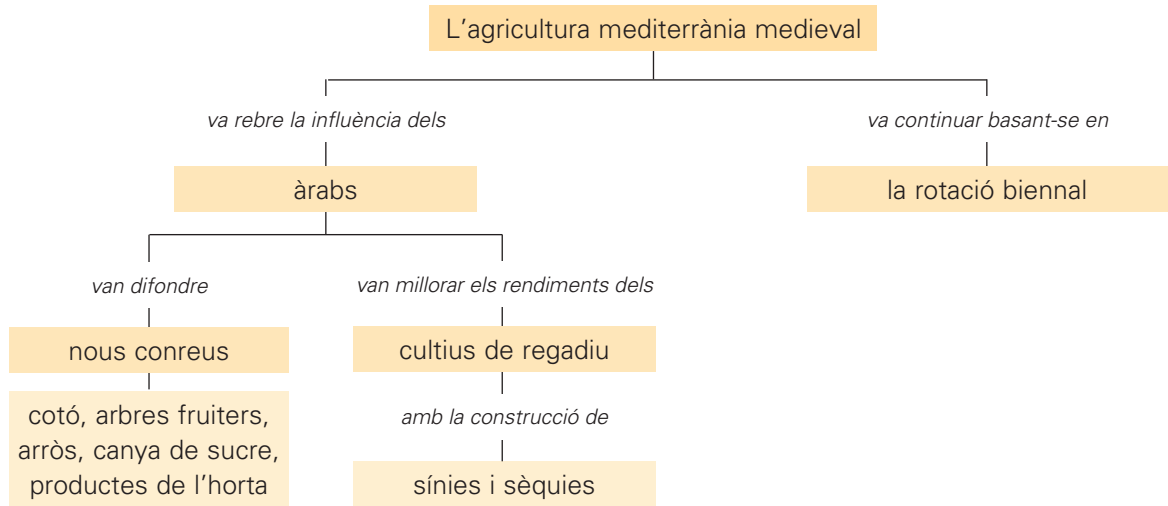 L'agricultura mediterrània medieval
va rebre la influència dels
va continuar basant-se en
àrabs
la rotació biennal
van difondre
van millorar els rendiments dels
nous conreus
cultius de regadiu
cotó, arbres fruiters,
arròs, canya de sucre,
productes de l'horta
amb la construcció de
sínies i sèquies